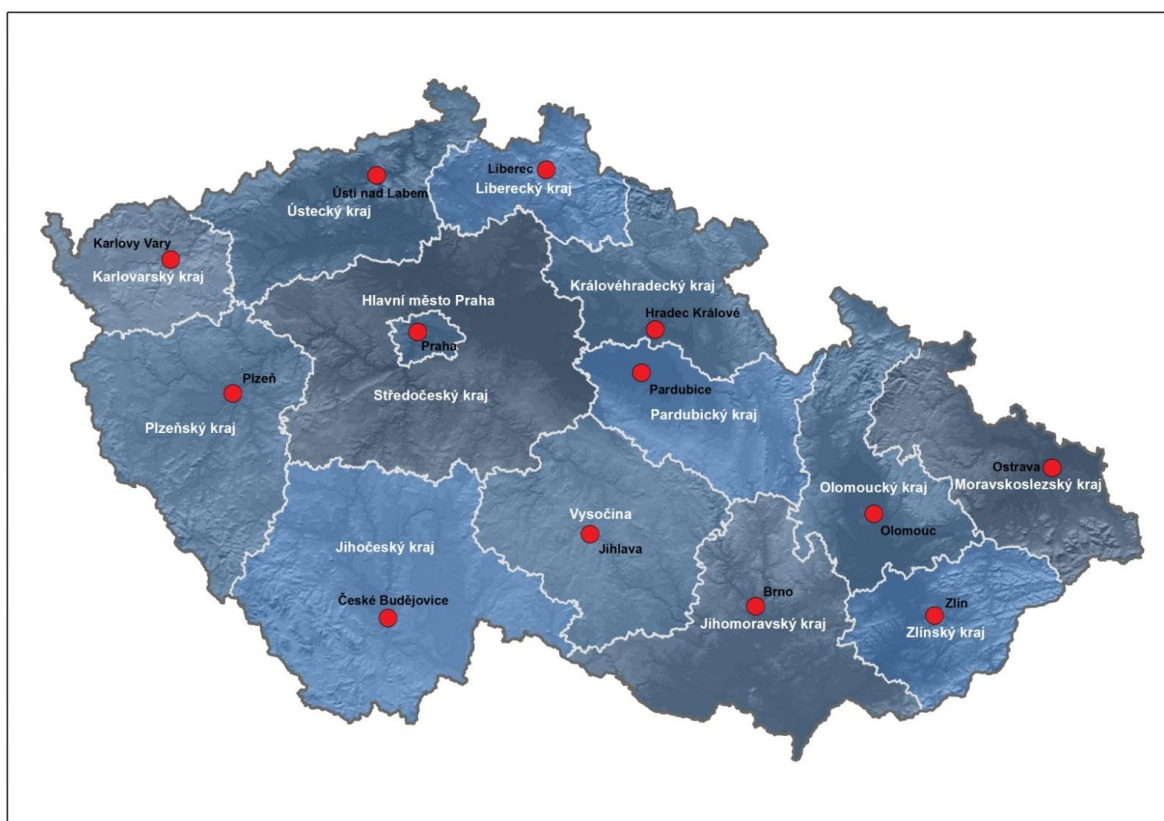 Liberec
Liberecký kraj
Ústí nad Labem
Ústecký kraj
Karlovy Vary
Karlovarský kraj
Královéhradecký kraj
Hradec Králové
Hlavní město Praha
Praha
Středočeský kraj
Plzeň
Plzeňský kraj
Pardubice
Pardubický kraj
Ostrava
Moravskoslezský kraj
Olomoucký kraj
Olomouc
Vysočina
Jihlava
Jihočeský kraj
České Budějovice
Brno
Jihomoravský kraj
Zlín
Zlínský kraj